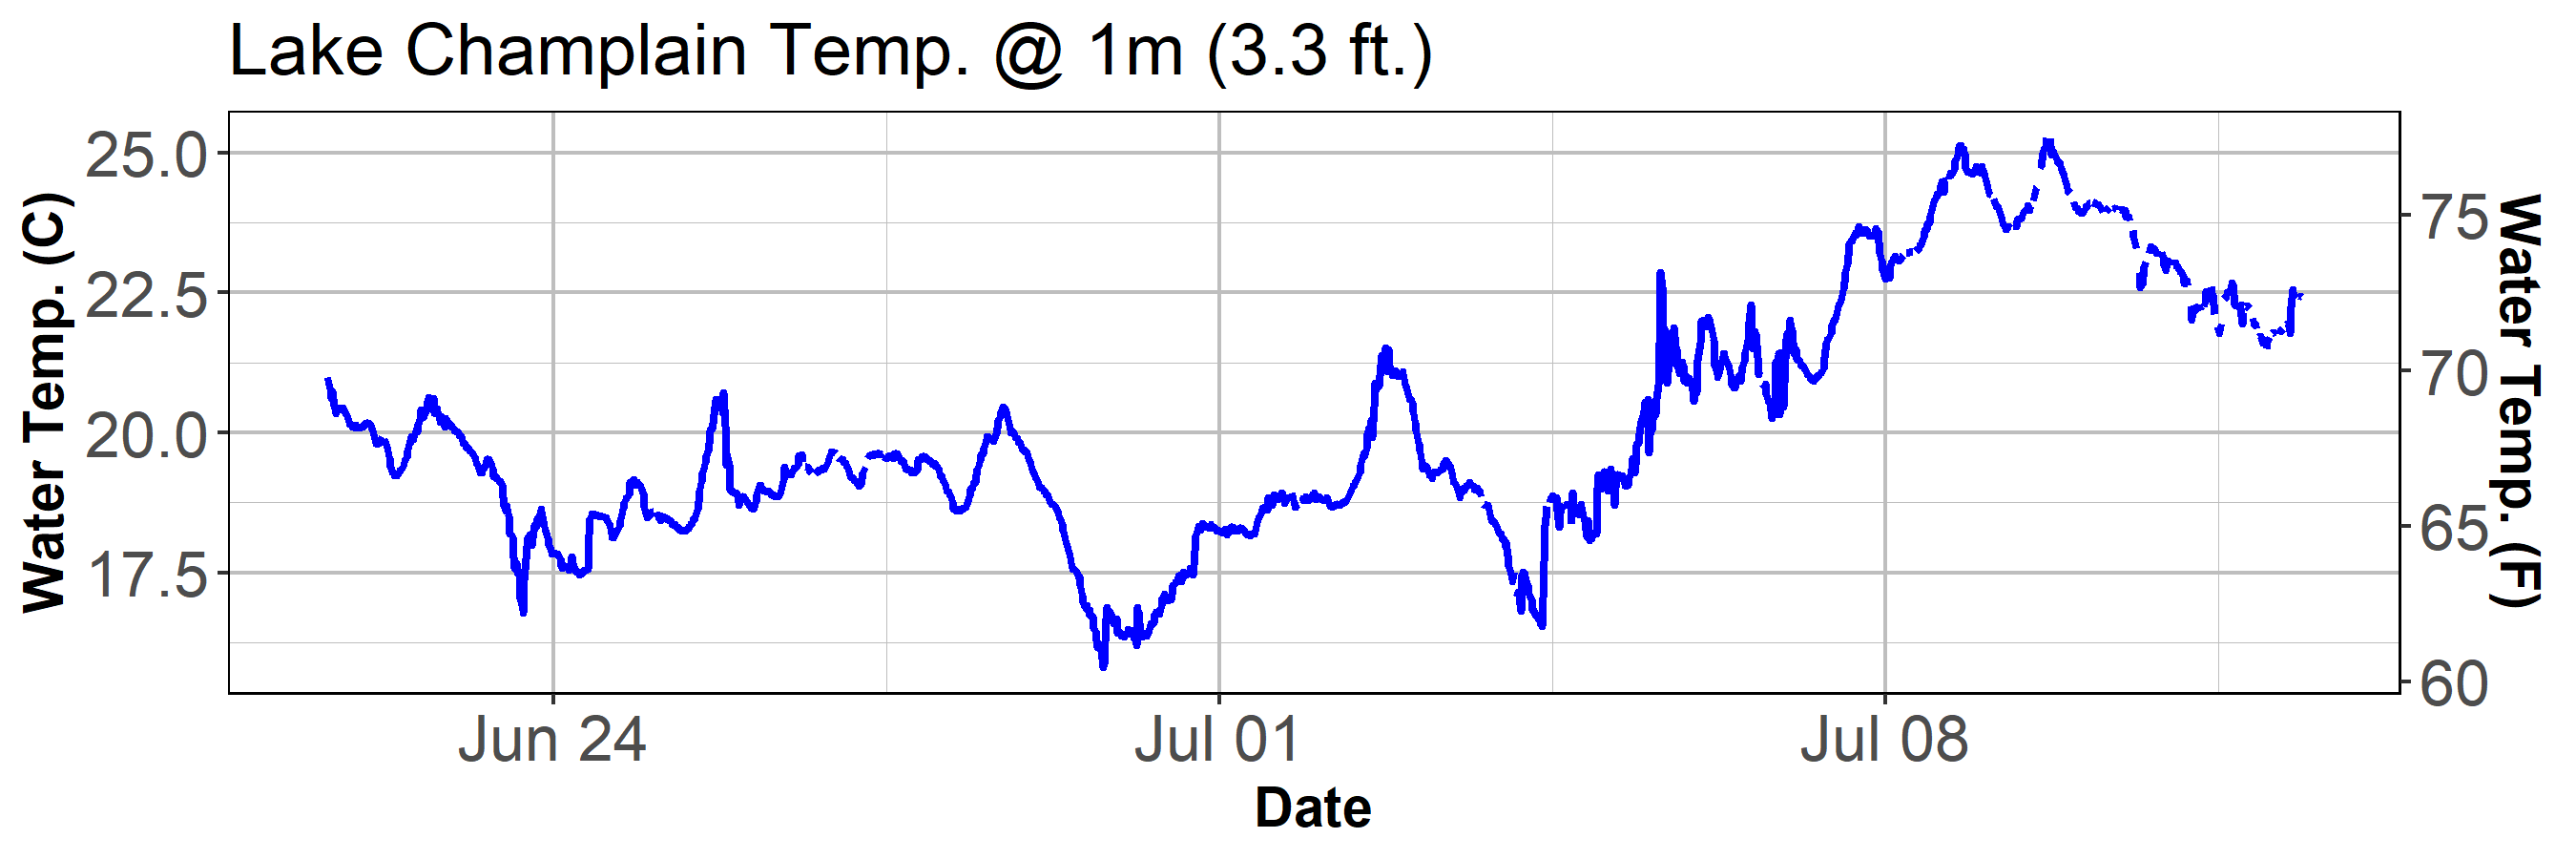 Lake Champlain Temp. @ 1m (3.3 ft.)
Water Temp. (C)
25.0
22.5
20.0
17.5
75
70
65
60
Water Temp. (F)
Jun 24
Jul 01
Jul 08
Date